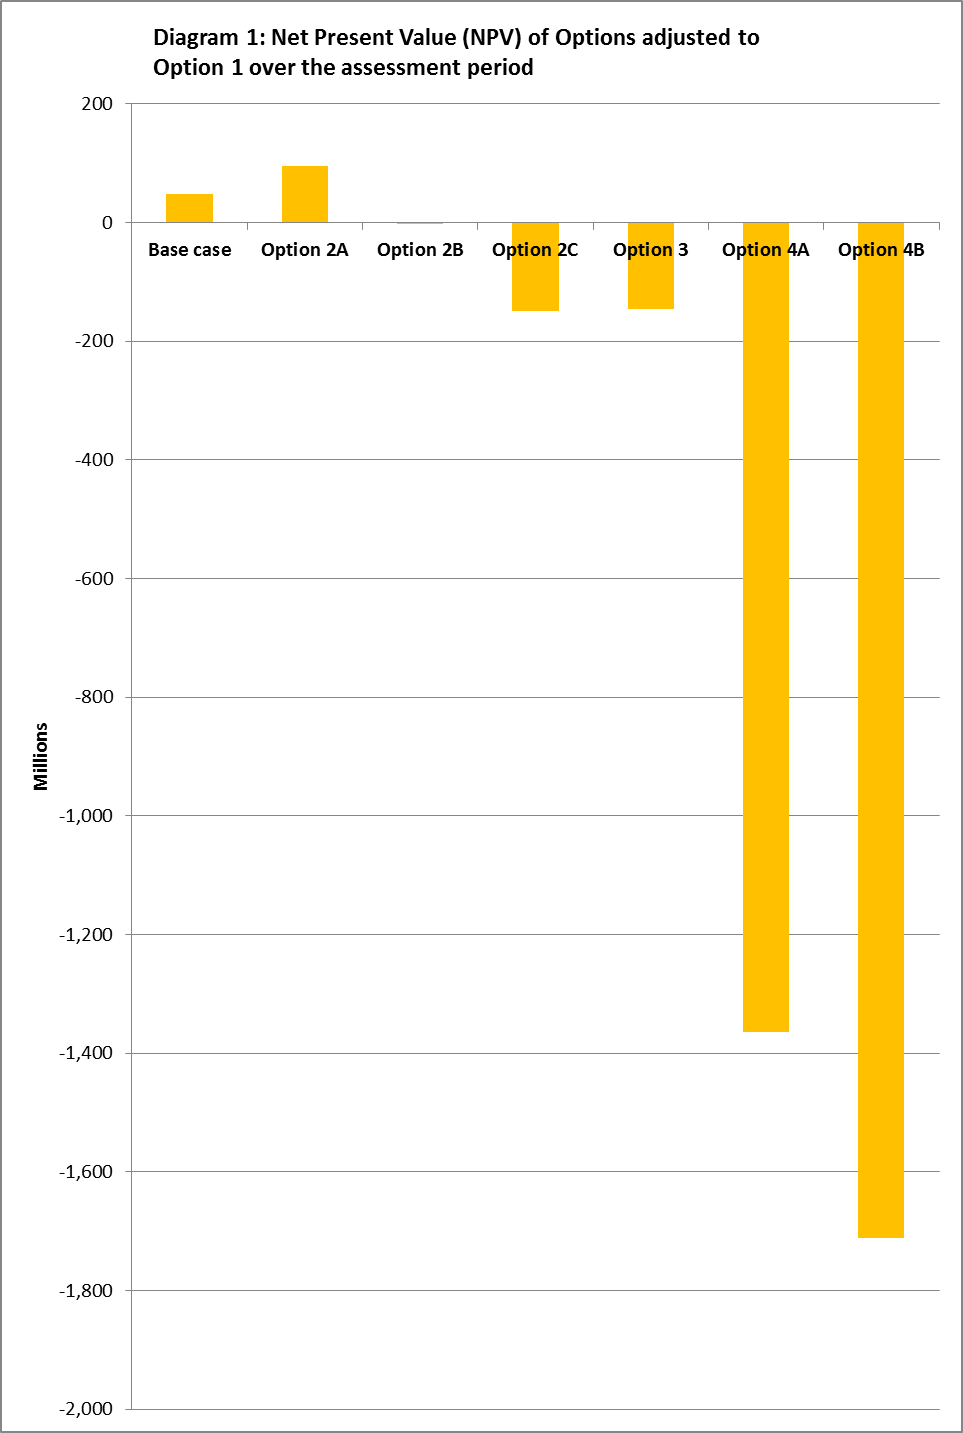 Diagram 1: Net Present Value (NPV) of Options adjusted to
Option 1 over the assessment period
200
0
Base case
Option 2A
Option 2B
Option 2C
Option 3
Option 4A
Option 4B
-200
-400
-600
-800
Millions
-1,000
-1,200
-1,400
-1,600
-1,800
-2,000